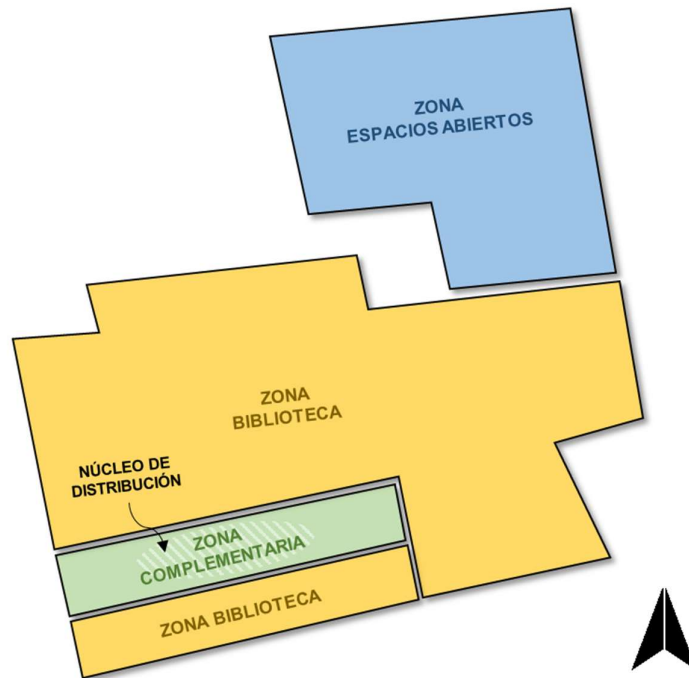 ZONA
ESPACIOS ABIERTOS
ZONA
BIBLIOTECA
NÚCLEO DE
DISTRIBUCIÓN
ZONA
COMPLEMENTARIA
ZONA BIBLIOTECA